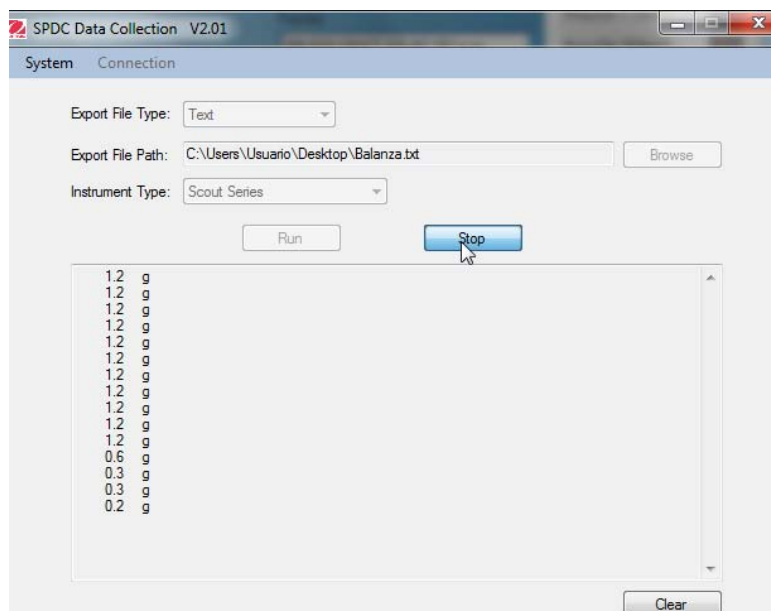 SPDC Data Collection V2.01
System Connection
Export File Type: Text
Export File Path: C:\Users\Usuario\Desktop\Balanza.txt Browse
Instrument Type: Scout Series
Run Stop
1.2 g
1.2 g
1.2 g
1.2 g
1.2 g
1.2 g
1.2 g
1.2 g
1.2 g
1.2 g
1.2 g
0.6 g
0.3 g
0.3 g
0.2 g
Clear